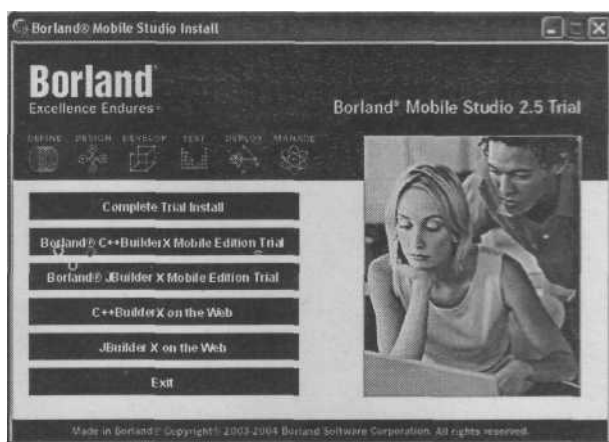 Borland® Mobile Studio Install
Borland®
Excellence Endures™
Borland® Mobile Studio 2.5 Trial
DEFINE DESIGN DEVELOP TEST DEPLOY MANAGE
Complete Trial Install
Borland® C++BuilderX Mobile Edition Trial
Borland® JBuilder X Mobile Edition Trial
C++BuilderX on the Web
JBuilder X on the Web
Exit
Made in Borland® Copyright© 2003-2004 Borland Software Corporation. All rights reserved.